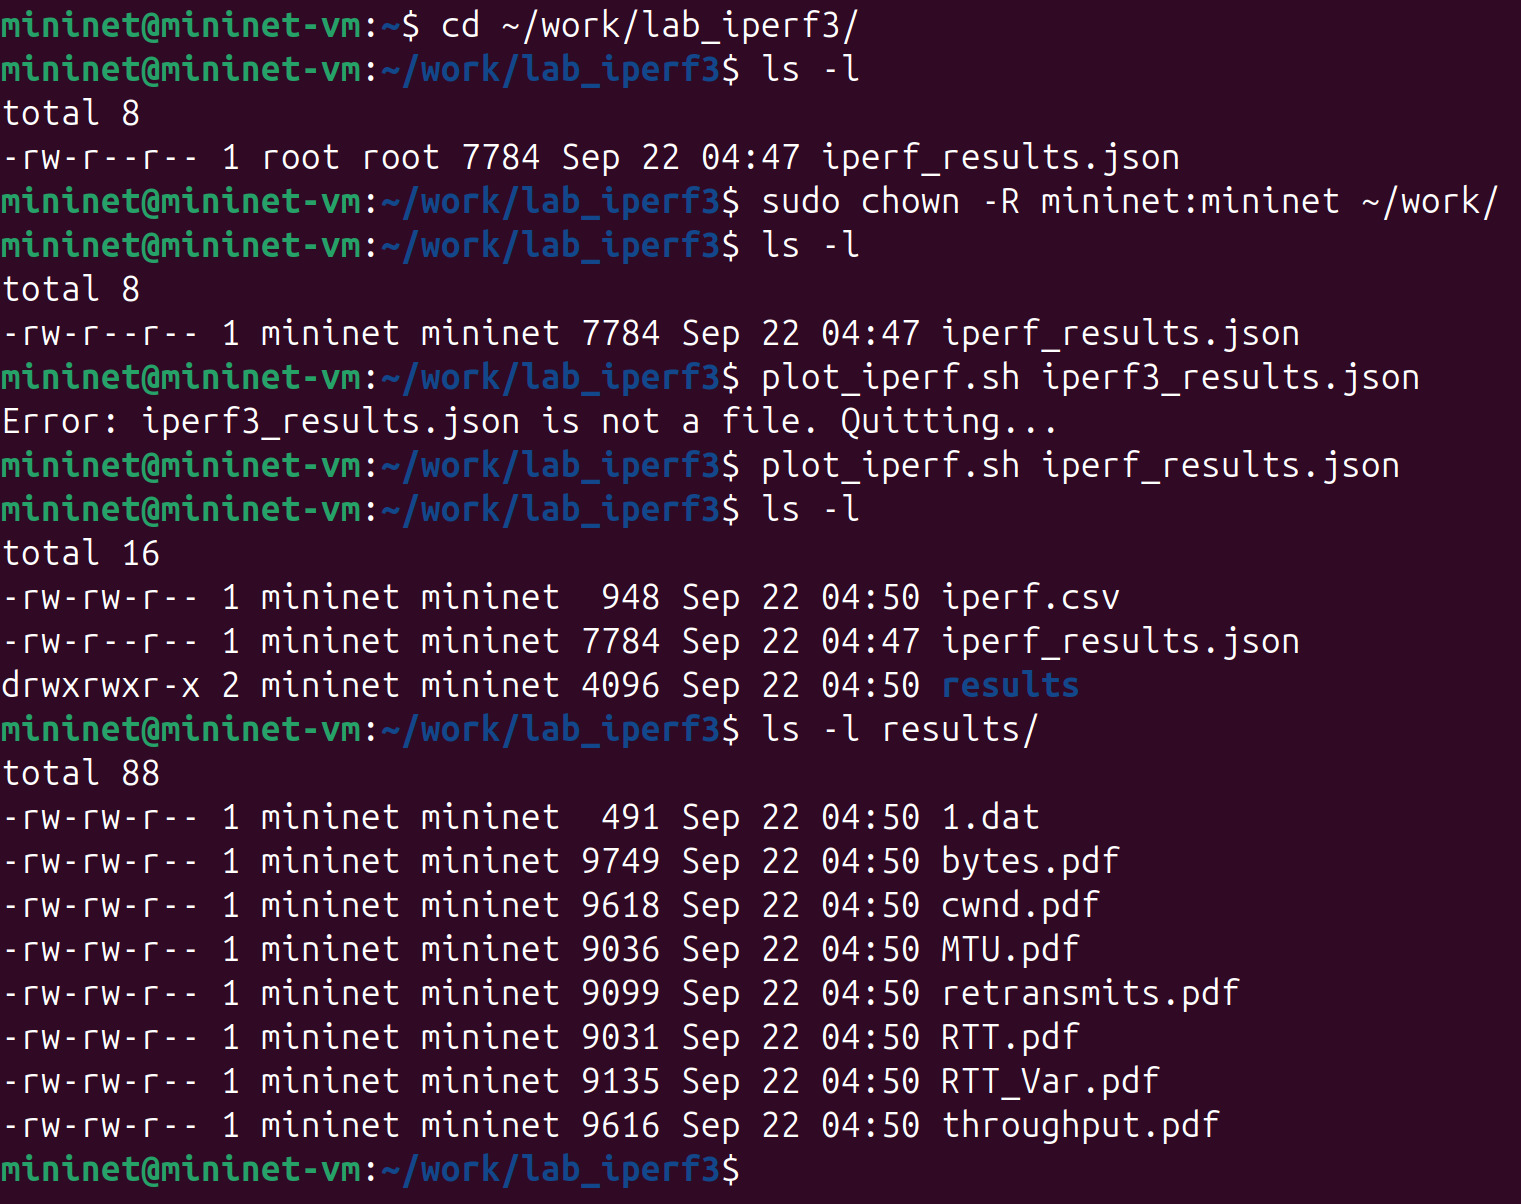 mininet@mininet-vm:~$ cd ~/work/lab_iperf3/
mininet@mininet-vm:~/work/lab_iperf3$ ls -l
total 8
-rw-r--r-- 1 root root 7784 Sep 22 04:47 iperf_results.json
mininet@mininet-vm:~/work/lab_iperf3$ sudo chown -R mininet:mininet ~/work/
mininet@mininet-vm:~/work/lab_iperf3$ ls -l
total 8
-rw-r--r-- 1 mininet mininet 7784 Sep 22 04:47 iperf_results.json
mininet@mininet-vm:~/work/lab_iperf3$ plot_iperf.sh iperf3_results.json
Error: iperf3_results.json is not a file. Quitting...
mininet@mininet-vm:~/work/lab_iperf3$ plot_iperf.sh iperf_results.json
mininet@mininet-vm:~/work/lab_iperf3$ ls -l
total 16
-rw-rw-r-- 1 mininet mininet  948 Sep 22 04:50 iperf.csv
-rw-r--r-- 1 mininet mininet 7784 Sep 22 04:47 iperf_results.json
drwxrwxr-x 2 mininet mininet 4096 Sep 22 04:50 results
mininet@mininet-vm:~/work/lab_iperf3$ ls -l results/
total 88
-rw-rw-r-- 1 mininet mininet  491 Sep 22 04:50 1.dat
-rw-rw-r-- 1 mininet mininet 9749 Sep 22 04:50 bytes.pdf
-rw-rw-r-- 1 mininet mininet 9618 Sep 22 04:50 cwnd.pdf
-rw-rw-r-- 1 mininet mininet 9036 Sep 22 04:50 MTU.pdf
-rw-rw-r-- 1 mininet mininet 9099 Sep 22 04:50 retransmits.pdf
-rw-rw-r-- 1 mininet mininet 9031 Sep 22 04:50 RTT.pdf
-rw-rw-r-- 1 mininet mininet 9135 Sep 22 04:50 RTT_Var.pdf
-rw-rw-r-- 1 mininet mininet 9616 Sep 22 04:50 throughput.pdf
mininet@mininet-vm:~/work/lab_iperf3$